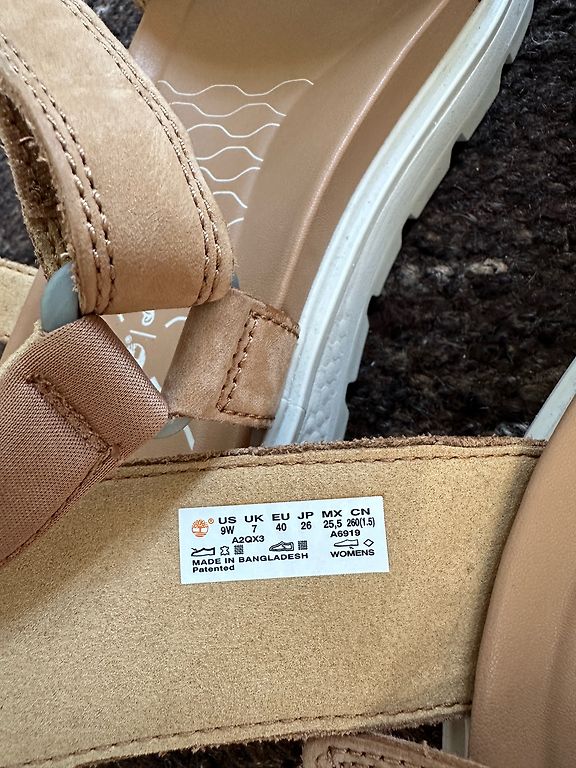 US UK EU JP MX CN
9W 7 40 26 25,5 260(1.5)
A2QX3 A6919
WOMENS
MADE IN BANGLADESH
Patented